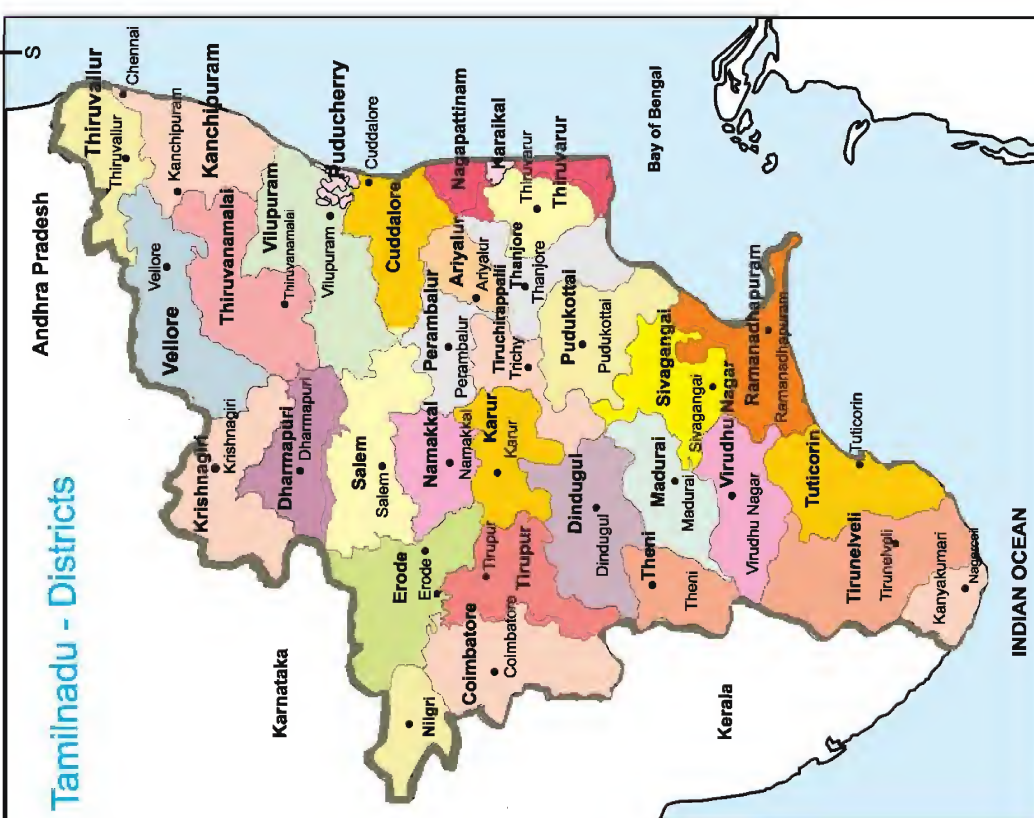 Tamilnadu - Districts
S
Andhra Pradesh
Thiruvallur
Thiruvallur
Chennai
Kanchipuram
Kanchipuram
Vellore
Vellore
Thiruvanamalai
Thiruvanamalai
Vilupuram
Vilupuram
Puducherry
Krishnagiri
Krishnagiri
Dharmapuri
Dharmapuri
Salem
Salem
Cuddalore
Cuddalore
Karnataka
Erode
Erode
Namakkal
Namakkal
Perambalur
Perambalur
Ariyalur
Ariyalur
Nagapattinam
Karaikal
Nilgri
Coimbatore
Coimbatore
Tirupur
Tirupur
Karur
Karur
Tiruchirappalli
Trichy
Thanjore
Thanjore
Thiruvarur
Thiruvarur
Dindugul
Dindugul
Pudukottai
Pudukottai
Bay of Bengal
Theni
Theni
Madurai
Madurai
Sivagangai
Sivagangai
Kerala
Virudhu Nagar
Virudhu Nagar
Ramanadhapuram
Ramanadhapuram
Tuticorin
Tuticorin
Tirunelveli
Tirunelveli
Kanyakumari
Nagercoil
INDIAN OCEAN